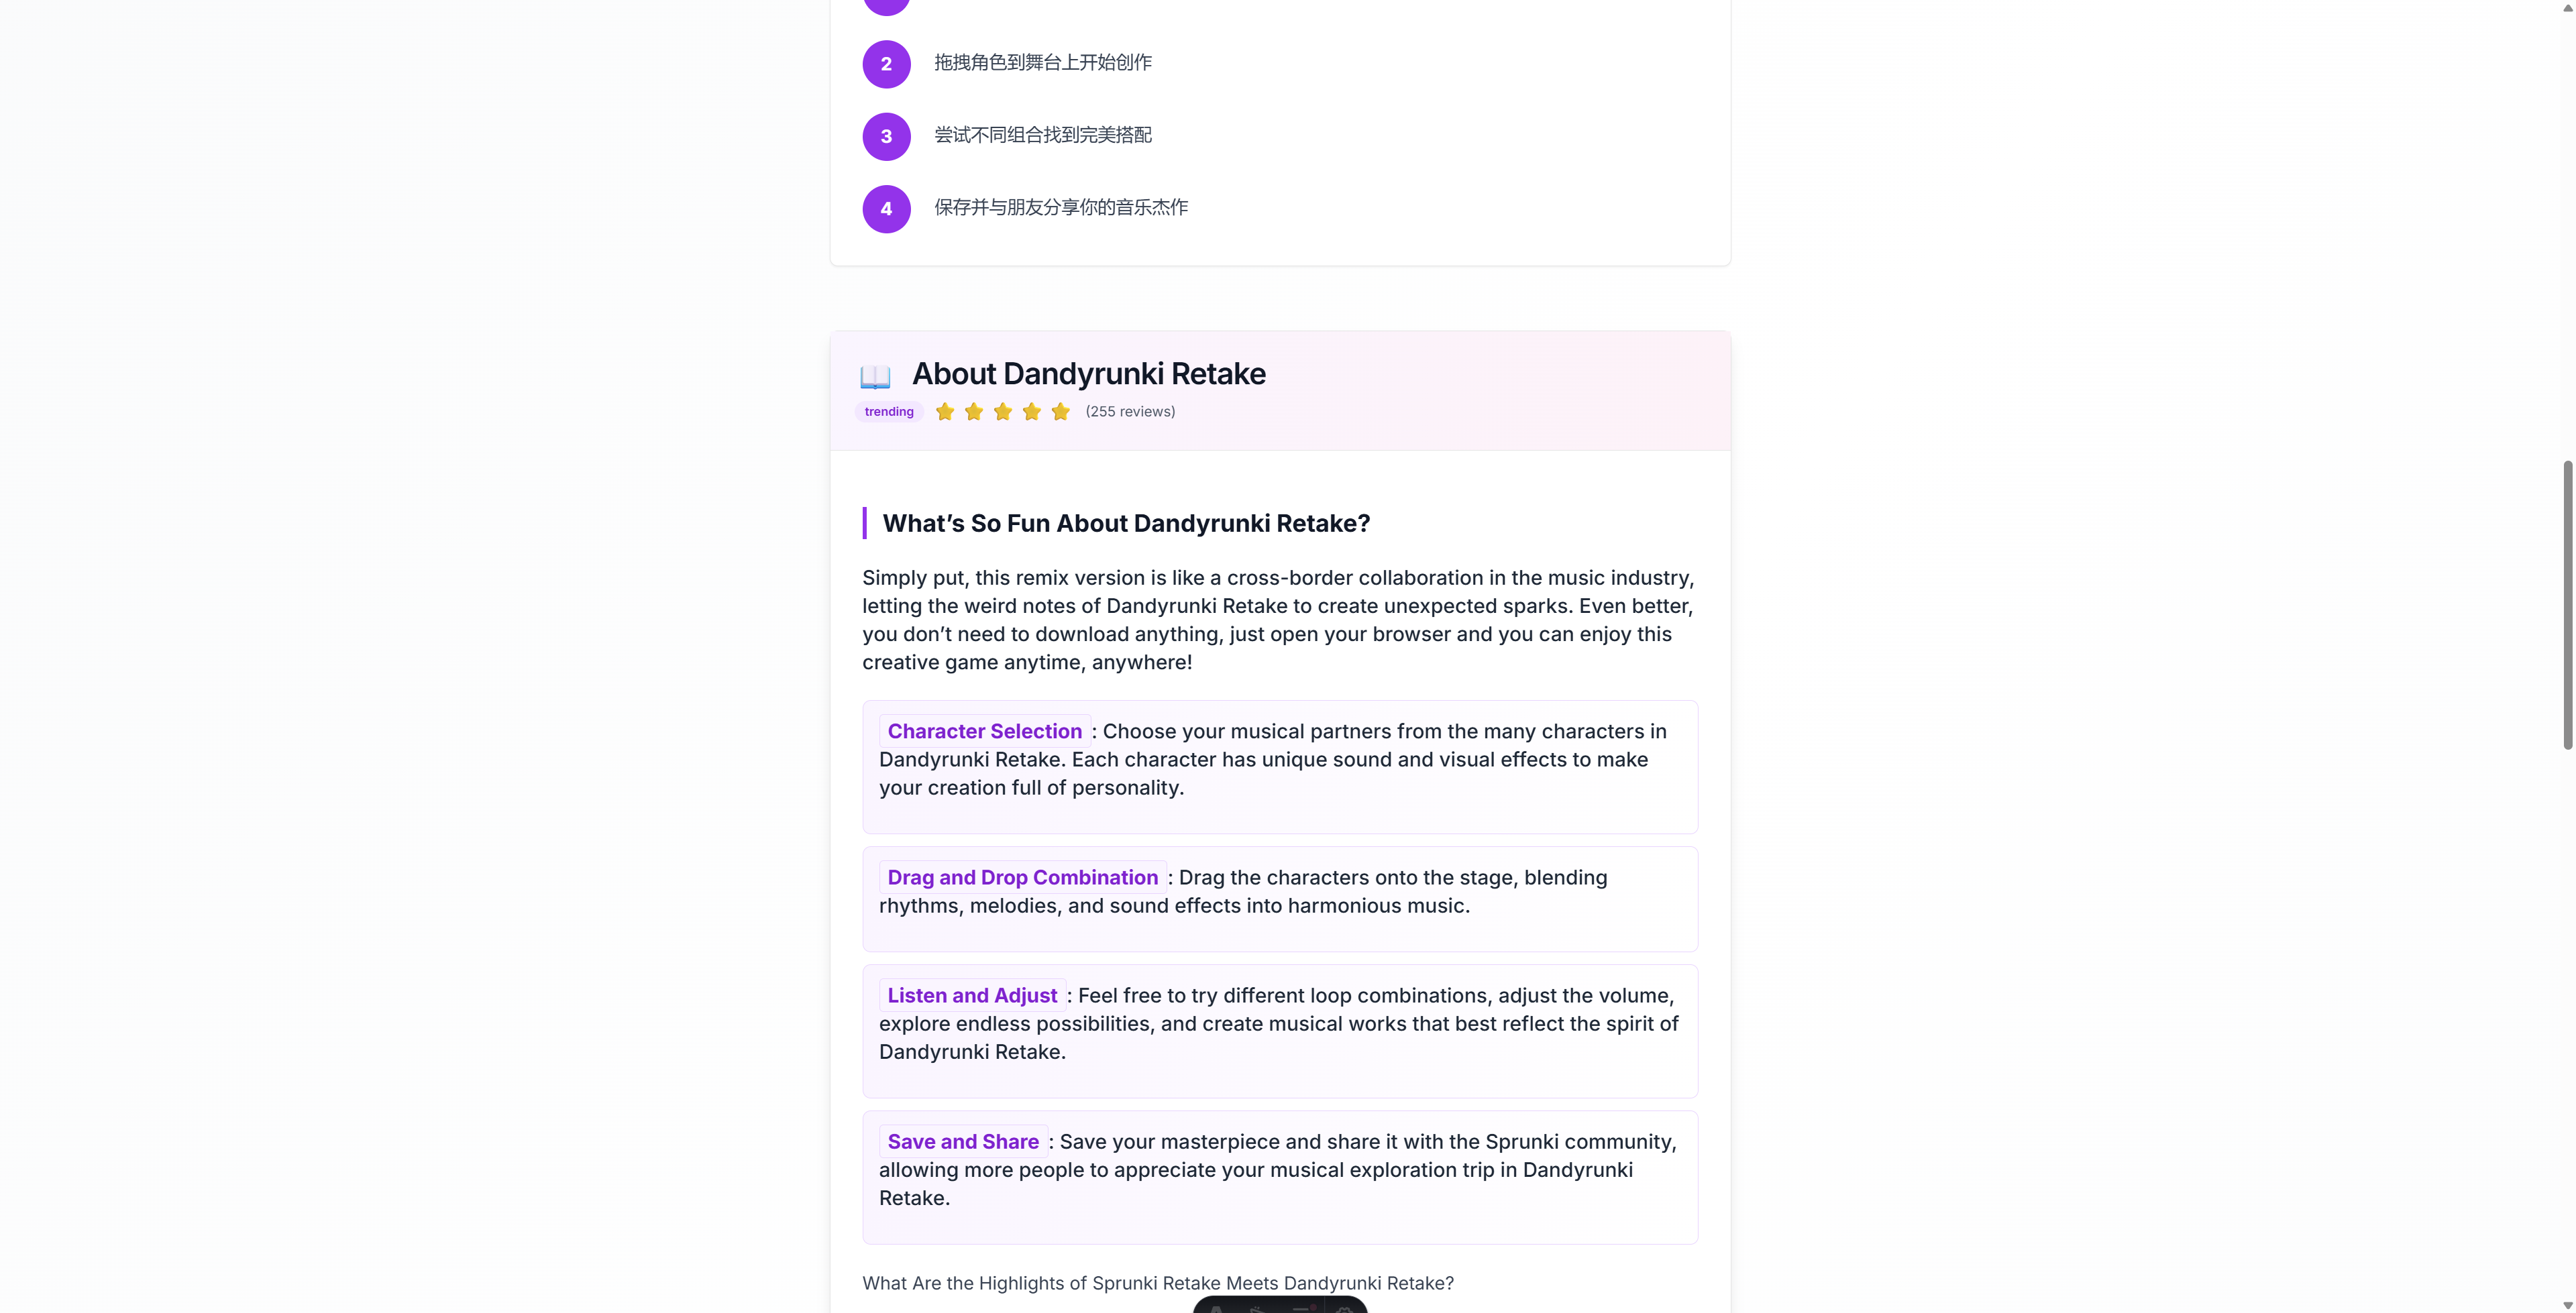 2
拖拽角色到舞台上开始创作
3
尝试不同组合找到完美搭配
4
保存并与朋友分享你的音乐杰作
About Dandyrunki Retake
trending (255 reviews)
What’s So Fun About Dandyrunki Retake?
Simply put, this remix version is like a cross-border collaboration in the music industry,
letting the weird notes of Dandyrunki Retake to create unexpected sparks. Even better,
you don’t need to download anything, just open your browser and you can enjoy this
creative game anytime, anywhere!
Character Selection : Choose your musical partners from the many characters in
Dandyrunki Retake. Each character has unique sound and visual effects to make
your creation full of personality.
Drag and Drop Combination : Drag the characters onto the stage, blending
rhythms, melodies, and sound effects into harmonious music.
Listen and Adjust : Feel free to try different loop combinations, adjust the volume,
explore endless possibilities, and create musical works that best reflect the spirit of
Dandyrunki Retake.
Save and Share : Save your masterpiece and share it with the Sprunki community,
allowing more people to appreciate your musical exploration trip in Dandyrunki
Retake.
What Are the Highlights of Sprunki Retake Meets Dandyrunki Retake?